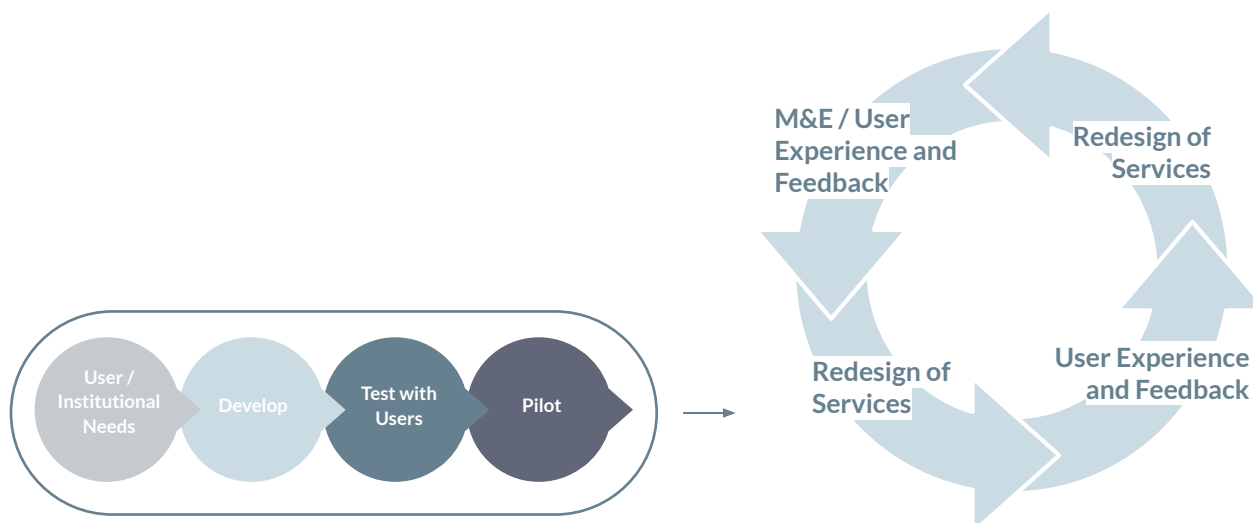 User /
Institutional
Needs
Develop
Test with
Users
Pilot
M&E / User
Experience and
Feedback
Redesign of
Services
User Experience
and Feedback
Redesign of
Services